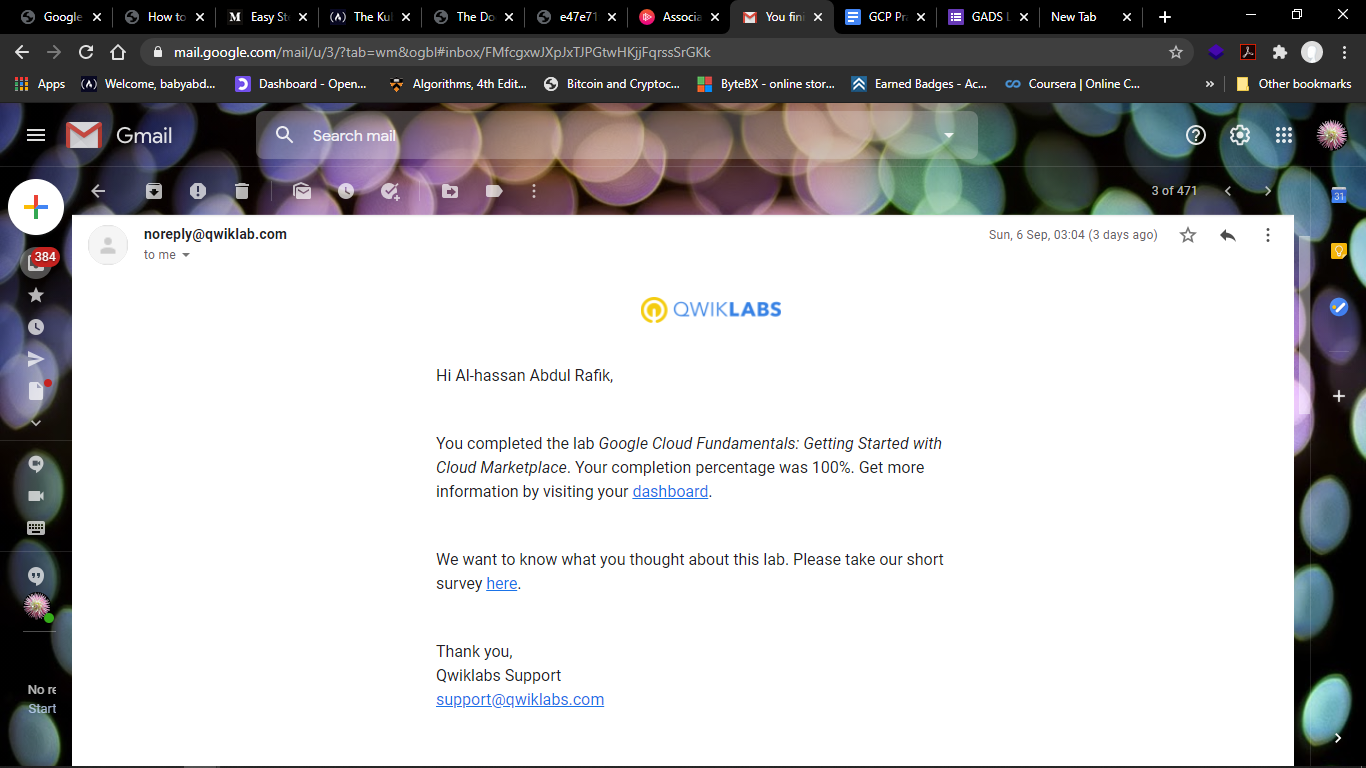 Google How to Easy St The Ku The Do e47e71 Associa You fini GCP Pra GADS L New Tab
mail.google.com/mail/u/3/?tab=wm&ogbl#inbox/FMfcgxwJXpJxTJPGtwHKjjFqrssSrGKk
Apps Welcome, babyabd... Dashboard - Open... Algorithms, 4th Edit... Bitcoin and Cryptoc... ByteBX - online stor... Earned Badges - Ac... Coursera | Online C... » Other bookmarks
Gmail Search mail
3 of 471
31
noreply@qwiklab.com Sun, 6 Sep, 03:04 (3 days ago)
to me
384
QWIKLABS
Hi Al-hassan Abdul Rafik,
You completed the lab Google Cloud Fundamentals: Getting Started with
Cloud Marketplace. Your completion percentage was 100%. Get more
information by visiting your dashboard.
We want to know what you thought about this lab. Please take our short
survey here.
Thank you,
Qwiklabs Support
support@qwiklabs.com
No re
Start